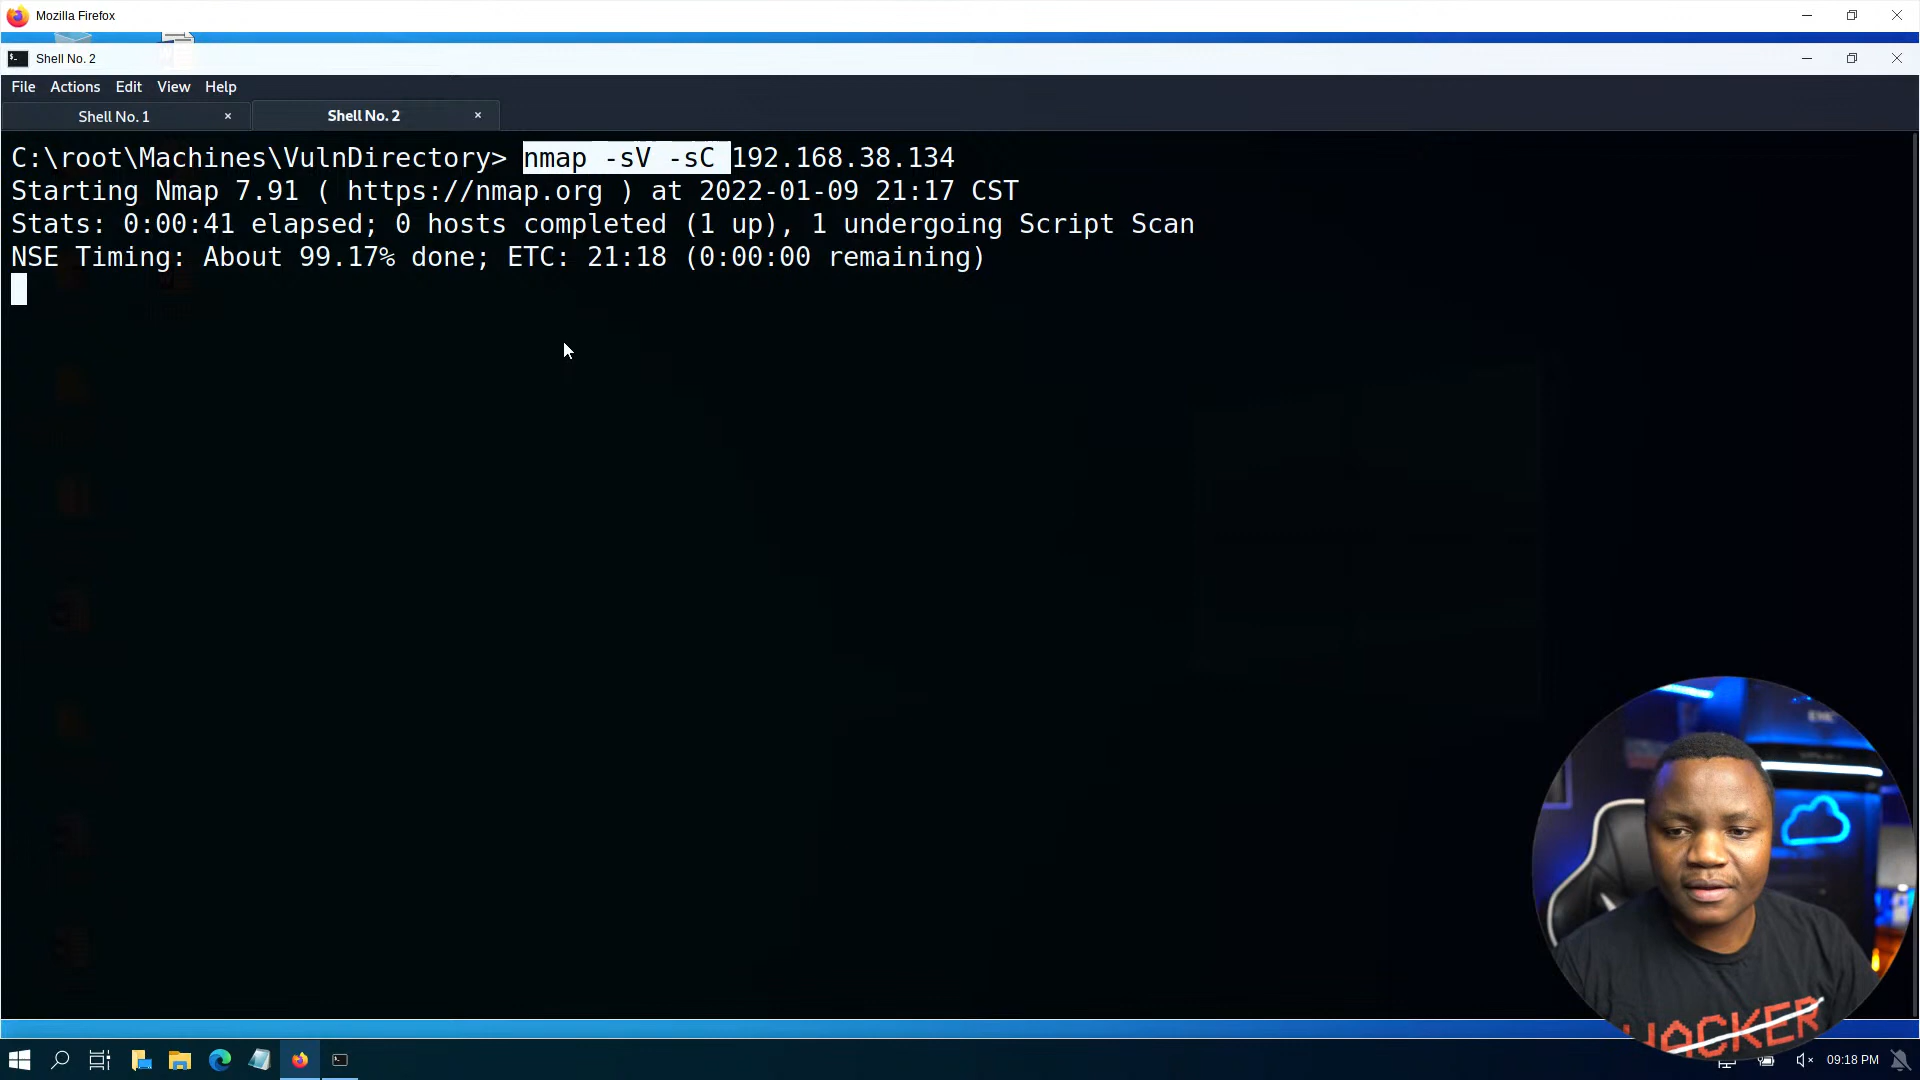 Mozilla Firefox
Shell No. 2
File Actions Edit View Help
Shell No. 1 × Shell No. 2 ×
C:\root\Machines\VulnDirectory> nmap -sV -sC 192.168.38.134
Starting Nmap 7.91 ( https://nmap.org ) at 2022-01-09 21:17 CST
Stats: 0:00:41 elapsed; 0 hosts completed (1 up), 1 undergoing Script Scan
NSE Timing: About 99.17% done; ETC: 21:18 (0:00:00 remaining)
HACKER
09:18 PM